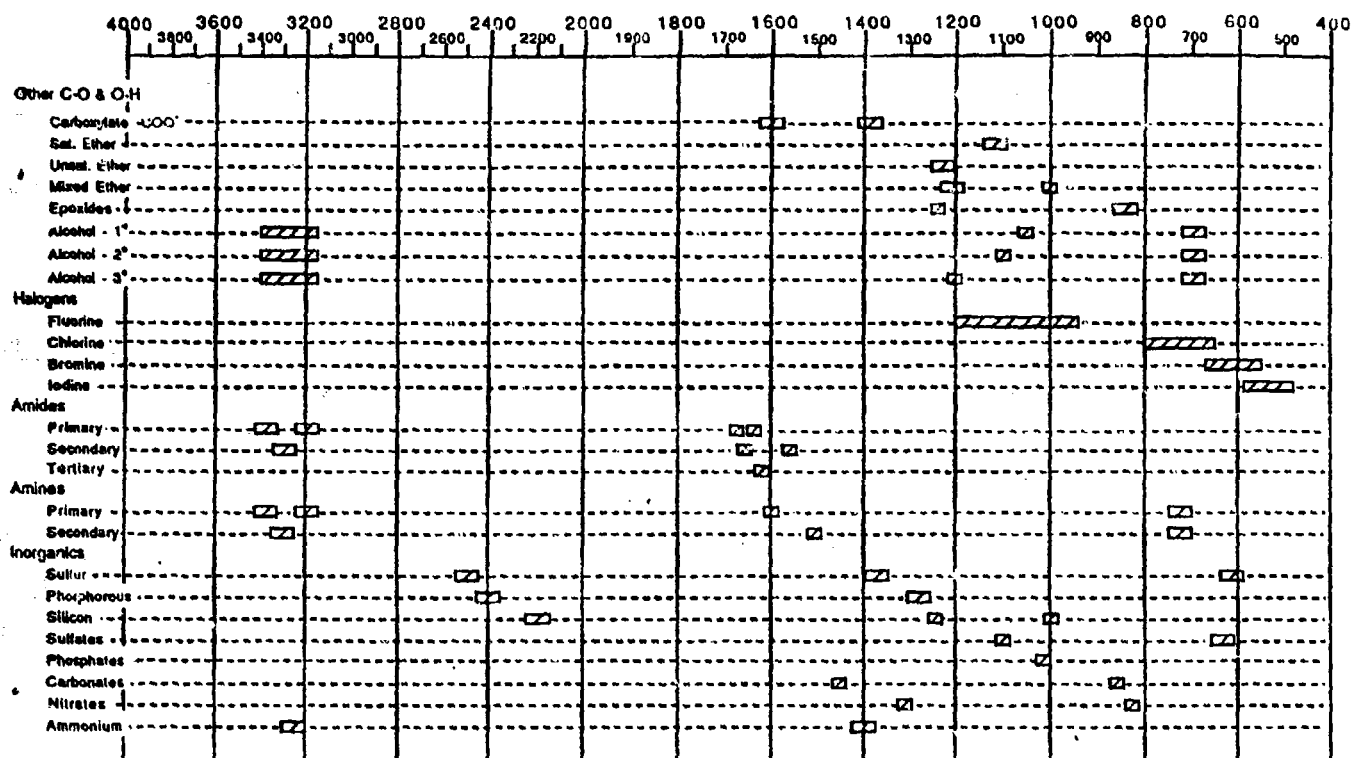 4000 3600 3200 2800 2400 2000 1800 1600 1400 1200 1000 800 600 400
3800 3400 3000 2200 1900 1700 1500 1300 1100 900 700 500
Other C-O & O-H
Carboxylate
Sat. Ether
Unsat. Ether
Mixed Ether
Epoxides
Alcohol - 1°
Alcohol - 2°
Alcohol - 3°
Halogens
Fluorine
Chlorine
Bromine
Iodine
Amides
Primary
Secondary
Tertiary
Amines
Primary
Secondary
Inorganics
Sulfur
Phosphorous
Silicon
Sulfates
Phosphates
Carbonates
Nitrates
Ammonium